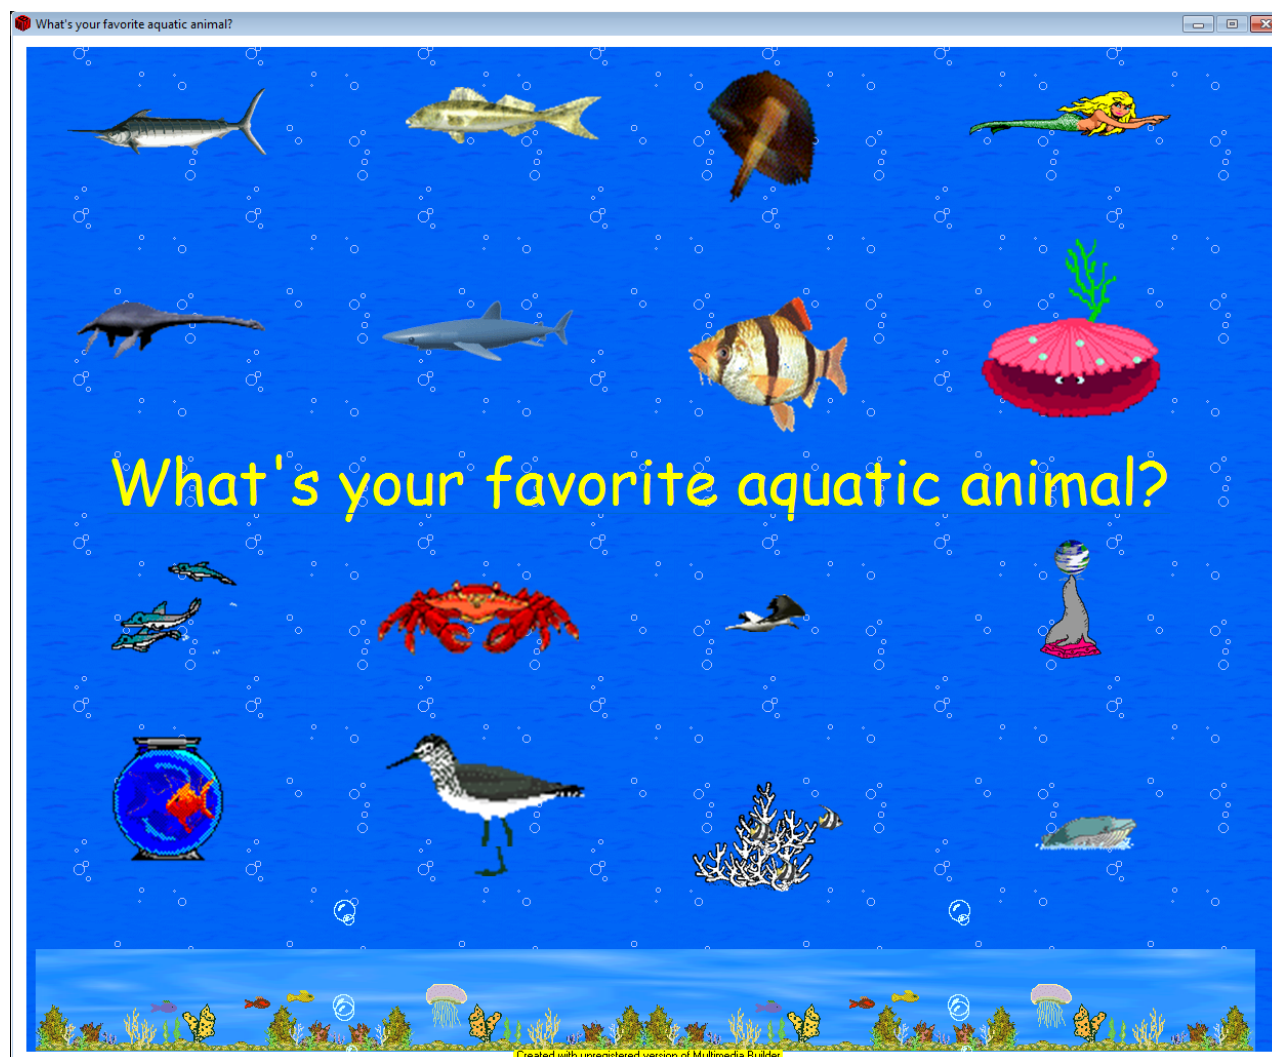 What's your favorite aquatic animal?
What's your favorite aquatic animal?
Created with unregistered version of Multimedia Builder